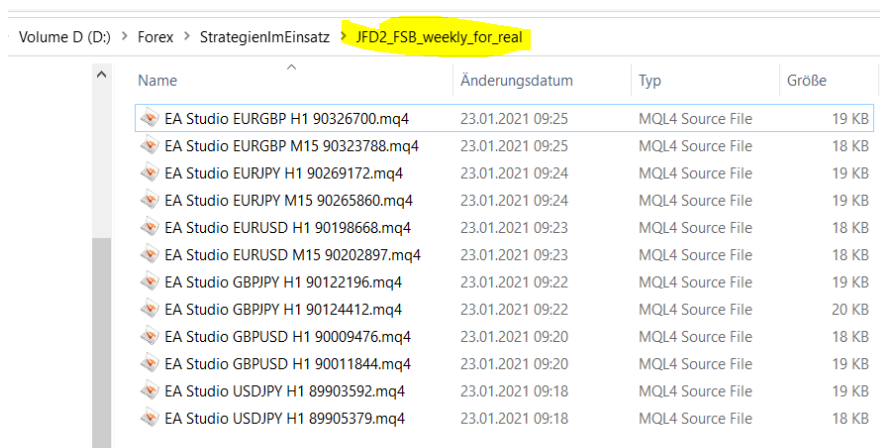 Volume D (D:) > Forex > StrategienImEinsatz > JFD2_FSB_weekly_for_real
Name Änderungsdatum Typ Größe
EA Studio EURGBP H1 90326700.mq4 23.01.2021 09:25 MQL4 Source File 19 KB
EA Studio EURGBP M15 90323788.mq4 23.01.2021 09:25 MQL4 Source File 18 KB
EA Studio EURJPY H1 90269172.mq4 23.01.2021 09:24 MQL4 Source File 19 KB
EA Studio EURJPY M15 90265860.mq4 23.01.2021 09:24 MQL4 Source File 19 KB
EA Studio EURUSD H1 90198668.mq4 23.01.2021 09:23 MQL4 Source File 18 KB
EA Studio EURUSD M15 90202897.mq4 23.01.2021 09:23 MQL4 Source File 18 KB
EA Studio GBPJPY H1 90122196.mq4 23.01.2021 09:22 MQL4 Source File 19 KB
EA Studio GBPJPY H1 90124412.mq4 23.01.2021 09:22 MQL4 Source File 20 KB
EA Studio GBPUSD H1 90009476.mq4 23.01.2021 09:20 MQL4 Source File 18 KB
EA Studio GBPUSD H1 90011844.mq4 23.01.2021 09:20 MQL4 Source File 19 KB
EA Studio USDJPY H1 89903592.mq4 23.01.2021 09:18 MQL4 Source File 19 KB
EA Studio USDJPY H1 89905379.mq4 23.01.2021 09:18 MQL4 Source File 18 KB